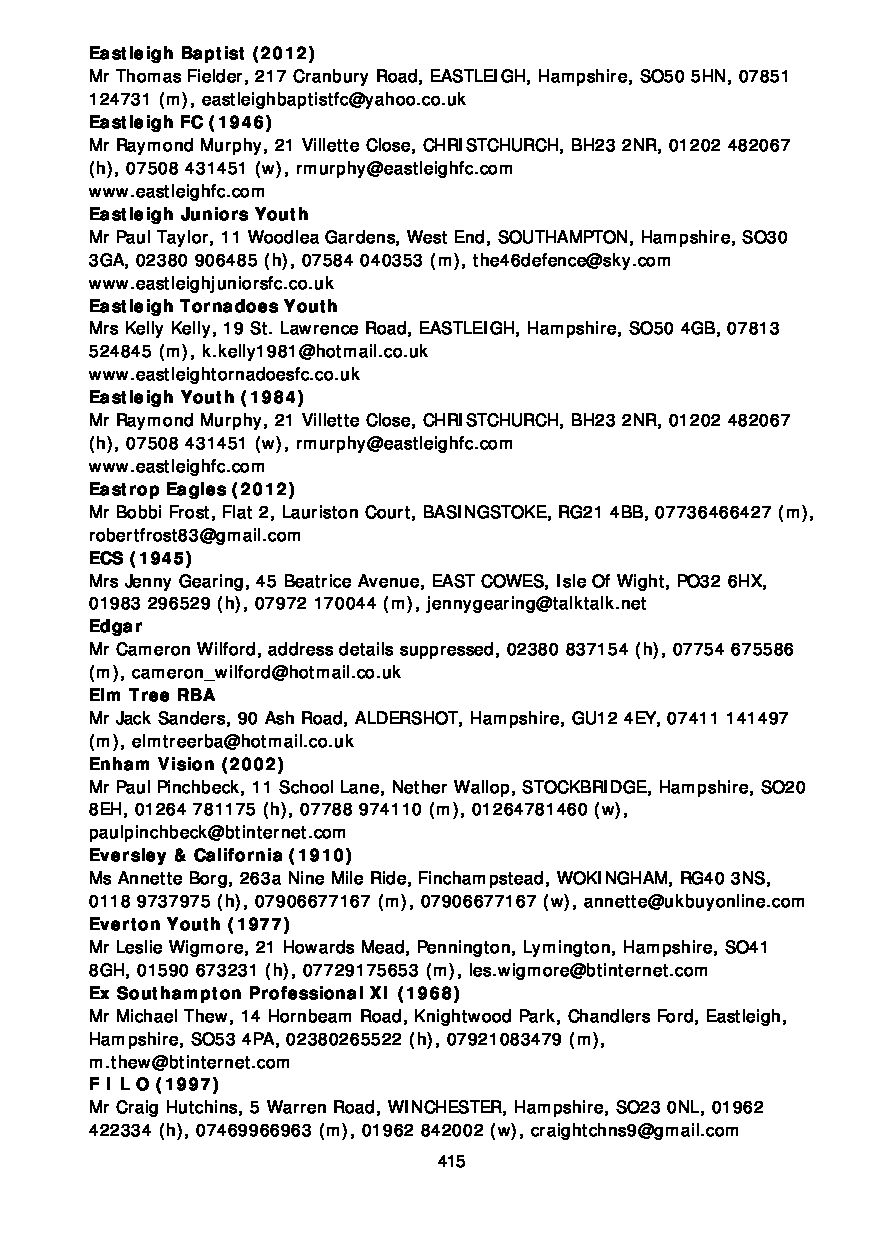 Eastleigh Baptist (2012)
Mr Thomas Fielder, 217 Cranbury Road, EASTLEIGH, Hampshire, SO50 5HN, 07851
124731 (m), eastleighbaptistfc@yahoo.co.uk
Eastleigh FC (1946)
Mr Raymond Murphy, 21 Villette Close, CHRISTCHURCH, BH23 2NR, 01202 482067
(h), 07508 431451 (w), rmurphy@eastleighfc.com
www.eastleighfc.com
Eastleigh Juniors Youth
Mr Paul Taylor, 11 Woodlea Gardens, West End, SOUTHAMPTON, Hampshire, SO30
3GA, 02380 906485 (h), 07584 040353 (m), the46defence@sky.com
www.eastleighjuniorsfc.co.uk
Eastleigh Tornadoes Youth
Mrs Kelly Kelly, 19 St. Lawrence Road, EASTLEIGH, Hampshire, SO50 4GB, 07813
524845 (m), k.kelly1981@hotmail.co.uk
www.eastleightornadoesfc.co.uk
Eastleigh Youth (1984)
Mr Raymond Murphy, 21 Villette Close, CHRISTCHURCH, BH23 2NR, 01202 482067
(h), 07508 431451 (w), rmurphy@eastleighfc.com
www.eastleighfc.com
Eastrop Eagles (2012)
Mr Bobbi Frost, Flat 2, Lauriston Court, BASINGSTOKE, RG21 4BB, 07736466427 (m),
robertfrost83@gmail.com
ECS (1945)
Mrs Jenny Gearing, 45 Beatrice Avenue, EAST COWES, Isle Of Wight, PO32 6HX,
01983 296529 (h), 07972 170044 (m), jennygearing@talktalk.net
Edgar
Mr Cameron Wilford, address details suppressed, 02380 837154 (h), 07754 675586
(m), cameron_wilford@hotmail.co.uk
Elm Tree RBA
Mr Jack Sanders, 90 Ash Road, ALDERSHOT, Hampshire, GU12 4EY, 07411 141497
(m), elmtreerba@hotmail.co.uk
Enham Vision (2002)
Mr Paul Pinchbeck, 11 School Lane, Nether Wallop, STOCKBRIDGE, Hampshire, SO20
8EH, 01264 781175 (h), 07788 974110 (m), 01264781460 (w),
paulpinchbeck@btinternet.com
Eversley & California (1910)
Ms Annette Borg, 263a Nine Mile Ride, Finchampstead, WOKINGHAM, RG40 3NS,
0118 9737975 (h), 07906677167 (m), 07906677167 (w), annette@ukbuyonline.com
Everton Youth (1977)
Mr Leslie Wigmore, 21 Howards Mead, Pennington, Lymington, Hampshire, SO41
8GH, 01590 673231 (h), 07729175653 (m), les.wigmore@btinternet.com
Ex Southampton Professional XI (1968)
Mr Michael Thew, 14 Hornbeam Road, Knightwood Park, Chandlers Ford, Eastleigh,
Hampshire, SO53 4PA, 02380265522 (h), 07921083479 (m),
m.thew@btinternet.com
F I L O (1997)
Mr Craig Hutchins, 5 Warren Road, WINCHESTER, Hampshire, SO23 0NL, 01962
422334 (h), 07469966963 (m), 01962 842002 (w), craightchns9@gmail.com
415